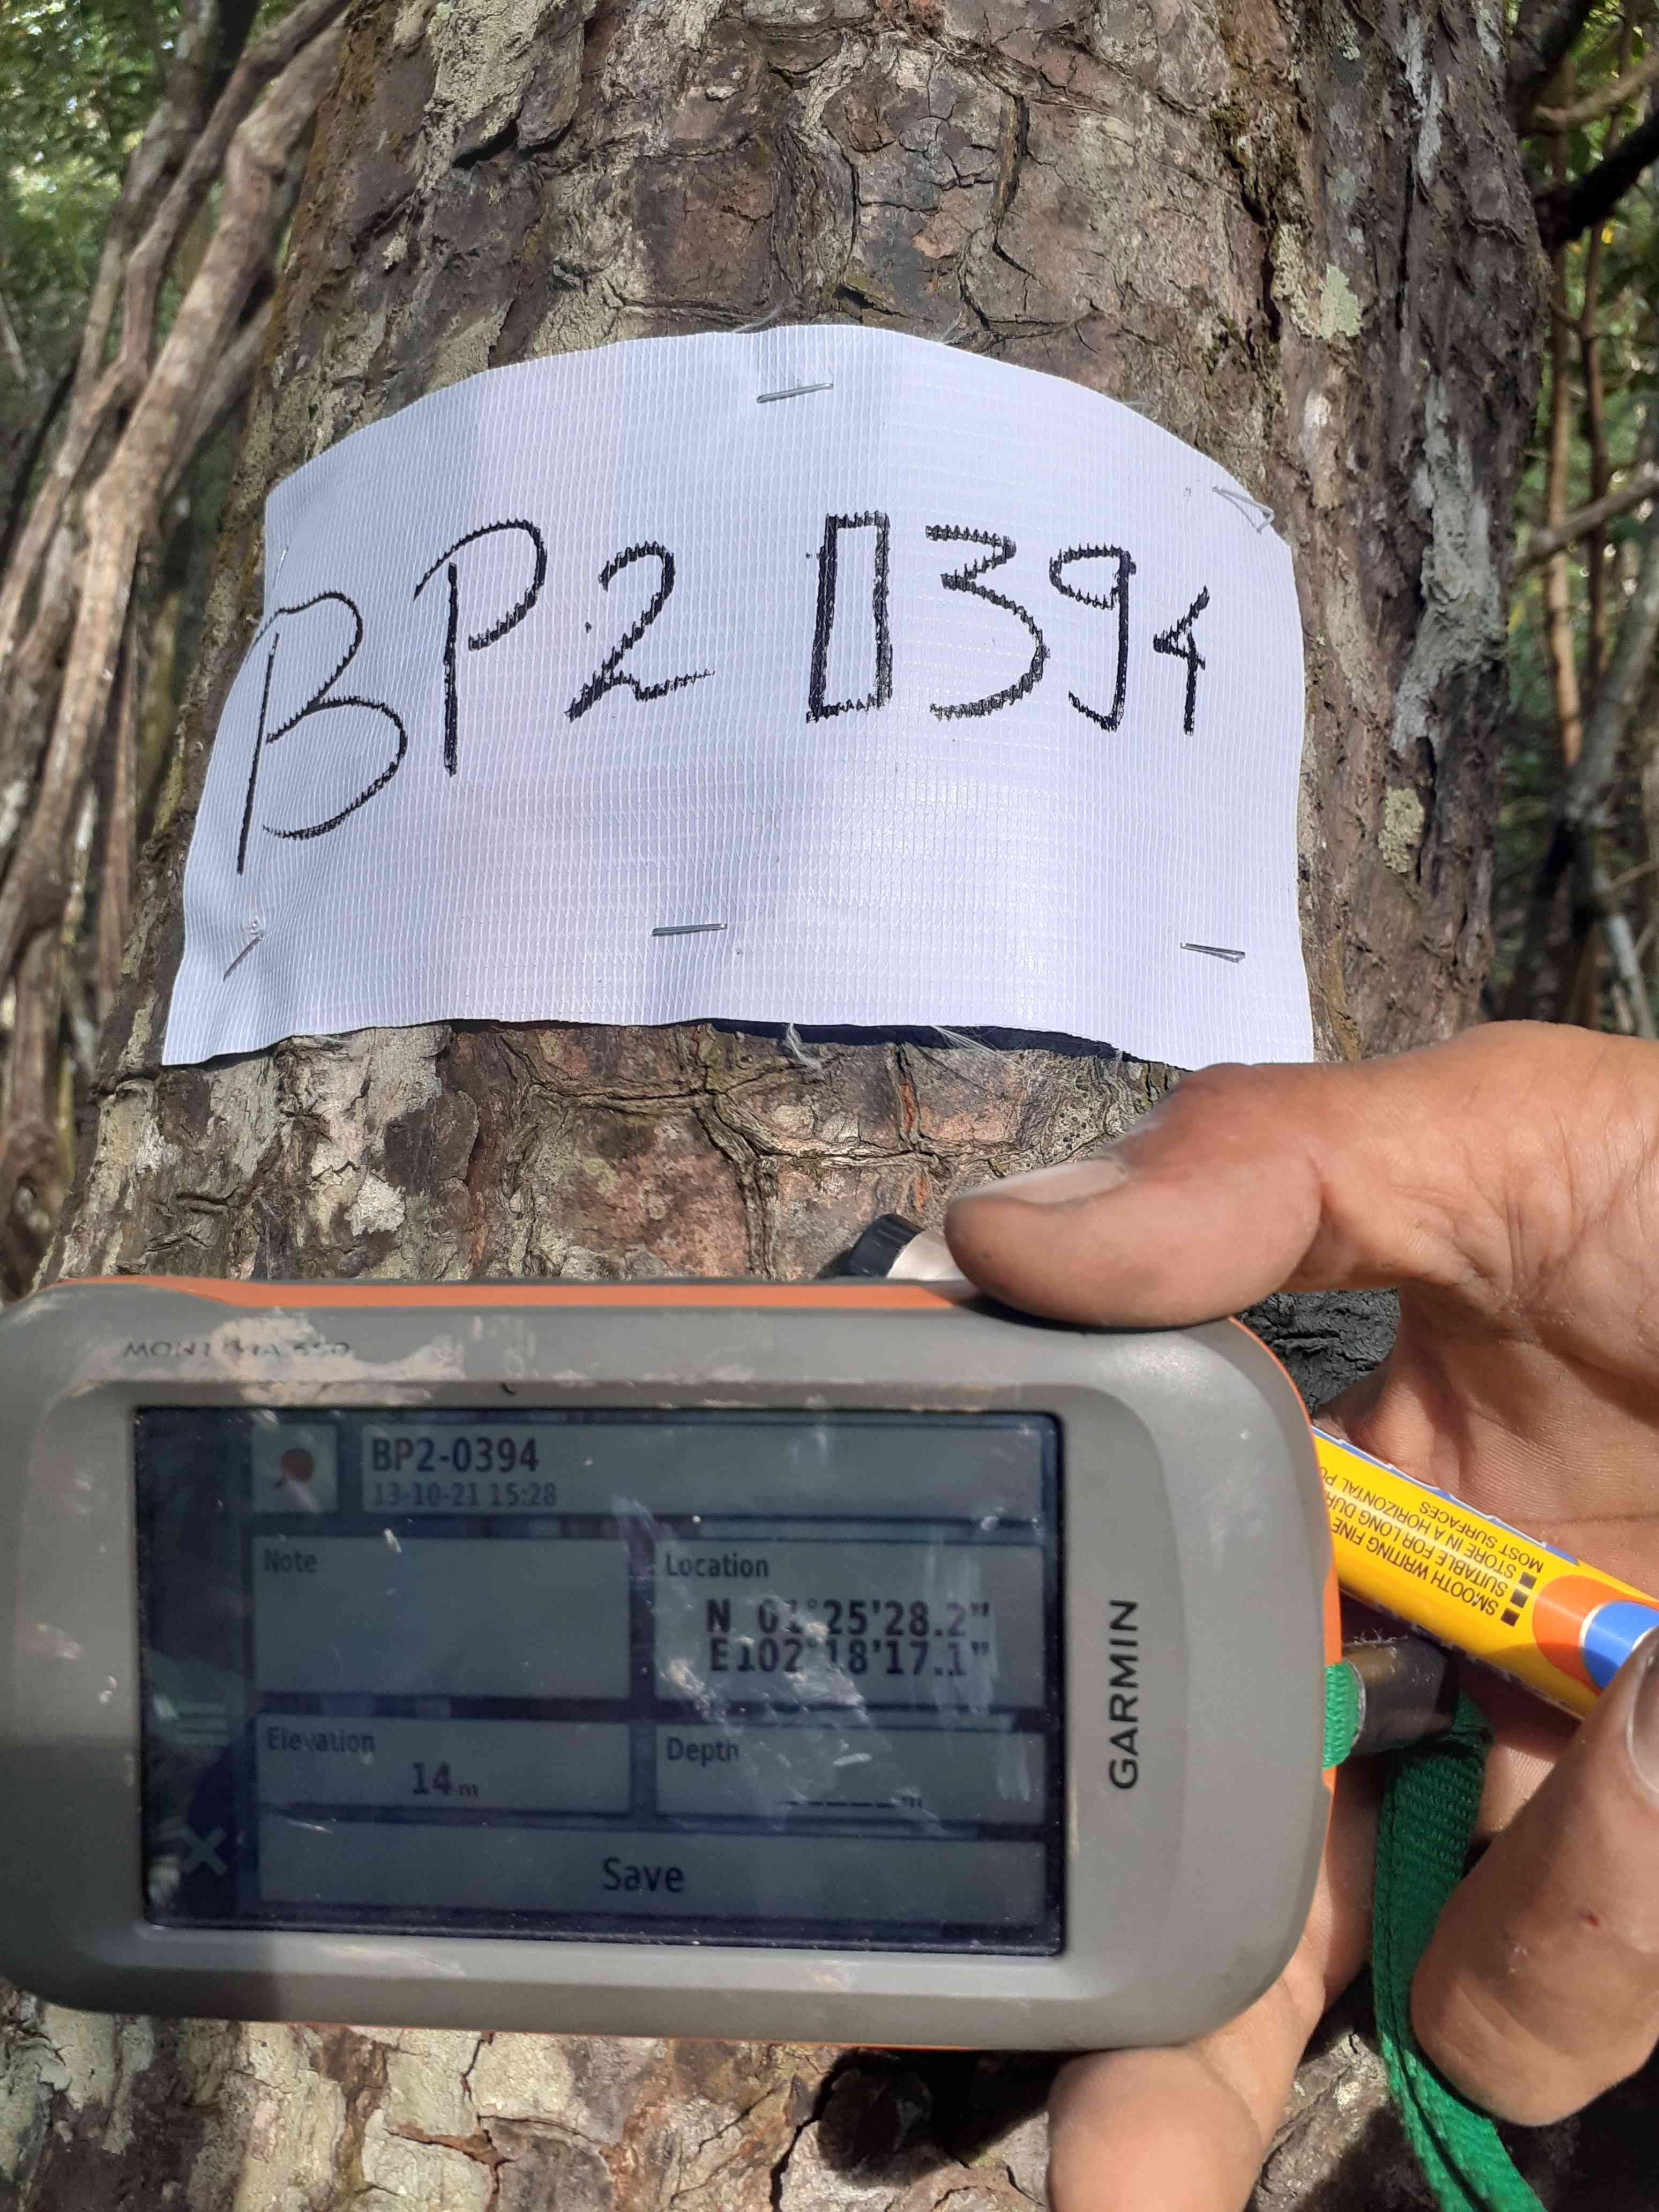 BP2 0394
MONTANA 650
BP2-0394
13-10-21 15:28
Note
Location
N 01°25'28.2"
E102°18'17.1"
Elevation
14m
Depth
______m
Save
GARMIN
SMOOTH WRITING FINE
SUITABLE FOR LONG DUR
STORE IN A HORIZONTAL PO
MOST SURFACES